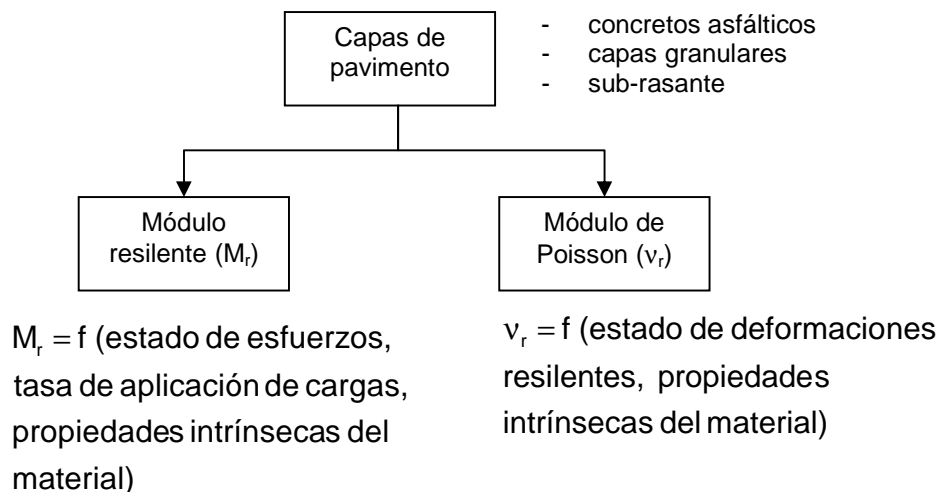 Capas de
pavimento
- concretos asfálticos
- capas granulares
- sub-rasante
Módulo
resilente (Mᵣ)
Módulo de
Poisson (νᵣ)
Mᵣ = f (estado de esfuerzos,
tasa de aplicación de cargas,
propiedades intrínsecas del
material)
νᵣ = f (estado de deformaciones
resilentes, propiedades
intrínsecas del material)